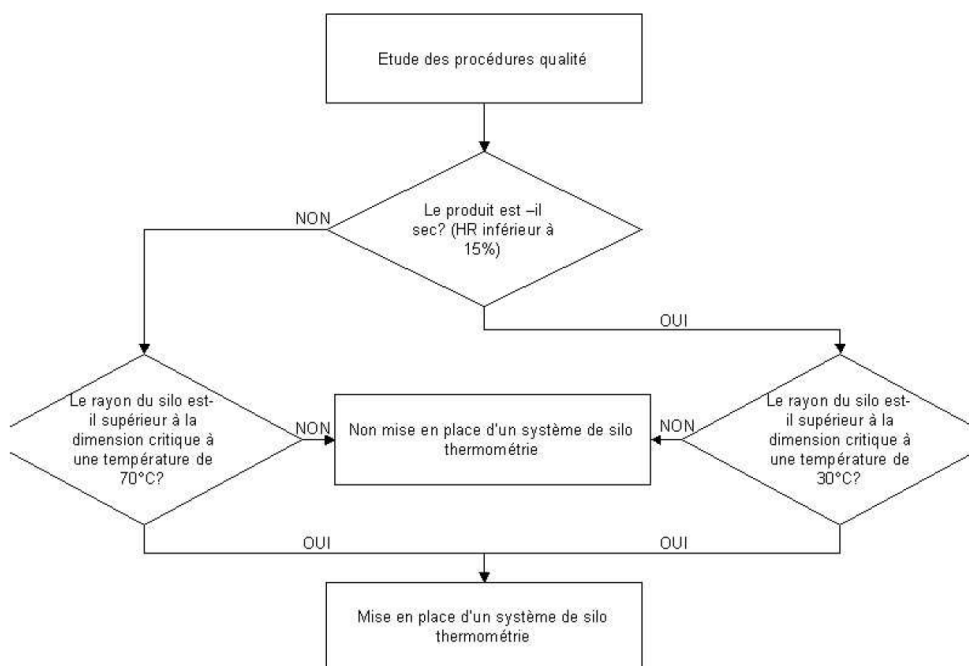 Etude des procédures qualité
Le produit est –il
sec? (HR inférieur à
15%)
NON
OUI
Le rayon du silo est-
il supérieur à la
dimension critique à
une température de
70°C?
NON
Non mise en place d'un système de silo
thermométrie
NON
Le rayon du silo est-
il supérieur à la
dimension critique à
une température de
30°C?
OUI
OUI
Mise en place d'un système de silo
thermométrie